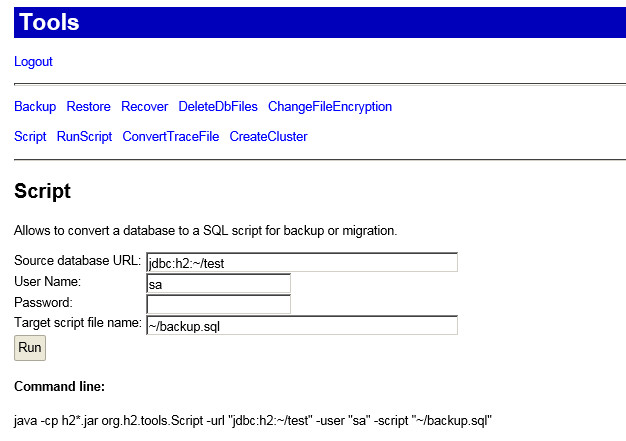 Tools
Logout
Backup Restore Recover DeleteDbFiles ChangeFileEncryption
Script RunScript ConvertTraceFile CreateCluster
Script
Allows to convert a database to a SQL script for backup or migration.
Source database URL: jdbc:h2:~/test
User Name: sa
Password:
Target script file name: ~/backup.sql
Run
Command line:
java -cp h2*.jar org.h2.tools.Script -url "jdbc:h2:~/test" -user "sa" -script "~/backup.sql"